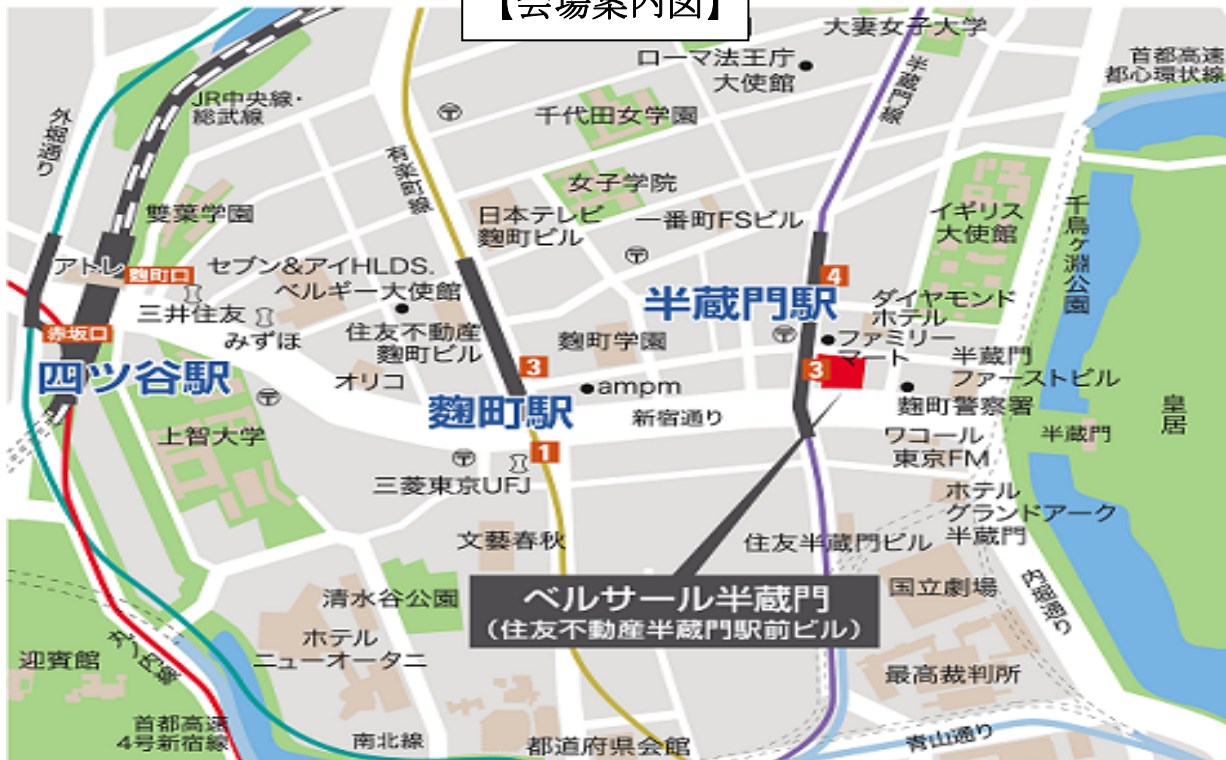 【会場案内図】
大妻女子大学
ローマ法王庁
大使館
首都高速
都心環状線
JR中央線・
総武線
外堀通り
千代田女学園
半蔵門線
有楽町線
女子学院
雙葉学園
日本テレビ
麴町ビル
一番町FSビル
イギリス
大使館
千鳥ヶ淵公園
アトレ
麴町口
セブン&アイHLDS.
ベルギー大使館
4
半蔵門駅
ダイヤモンド
ホテル
三井住友
みずほ
赤坂口
住友不動産
麴町ビル
麴町学園
ファミリー
マート
半蔵門
ファーストビル
四ツ谷駅
オリコ
3
ampm
3
麴町警察署
麴町駅
新宿通り
皇居
上智大学
1
ワコール
東京FM
半蔵門
三菱東京UFJ
ホテル
グランドアーク
半蔵門
文藝春秋
住友半蔵門ビル
清水谷公園
ベルサール半蔵門
(住友不動産半蔵門駅前ビル)
国立劇場
内堀通り
ホテル
ニューオータニ
迎賓館
丸ノ内線
最高裁判所
首都高速
4号新宿線
南北線
都道府県会館
青山通り